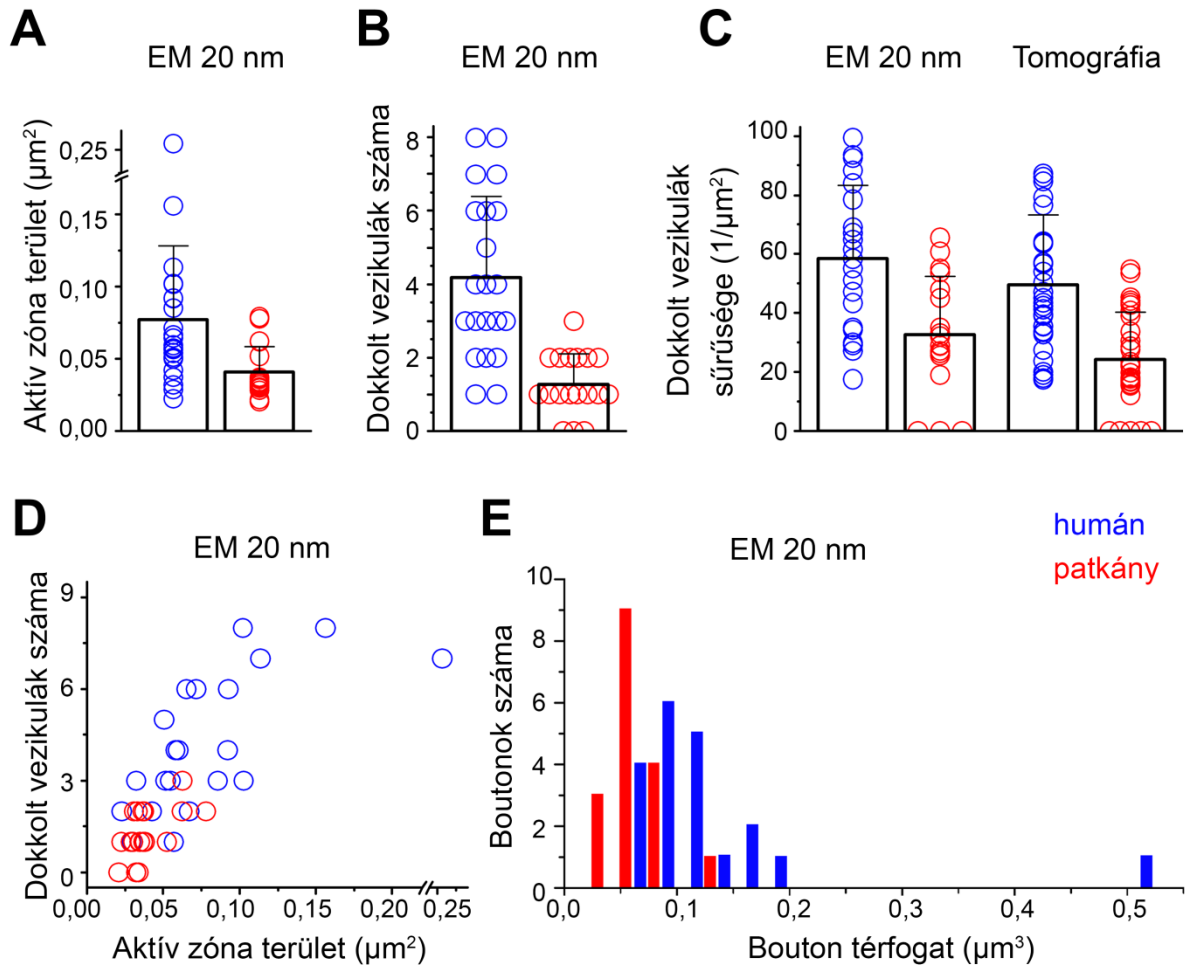 A
EM 20 nm
Aktív zóna terület (µm²)
0,25
0,15
0,10
0,05
0,00
B
EM 20 nm
Dokkolt vezikulák száma
8
6
4
2
0
C
EM 20 nm
Tomográfia
Dokkolt vezikulák
sűrűsége (1/µm²)
100
80
60
40
20
0
D
EM 20 nm
Dokkolt vezikulák száma
9
6
3
0
0,00 0,05 0,10 0,15 0,20 0,25
Aktív zóna terület (µm²)
E
EM 20 nm
humán
patkány
Boutonok száma
10
8
6
4
2
0
0,0 0,1 0,2 0,3 0,4 0,5
Bouton térfogat (µm³)